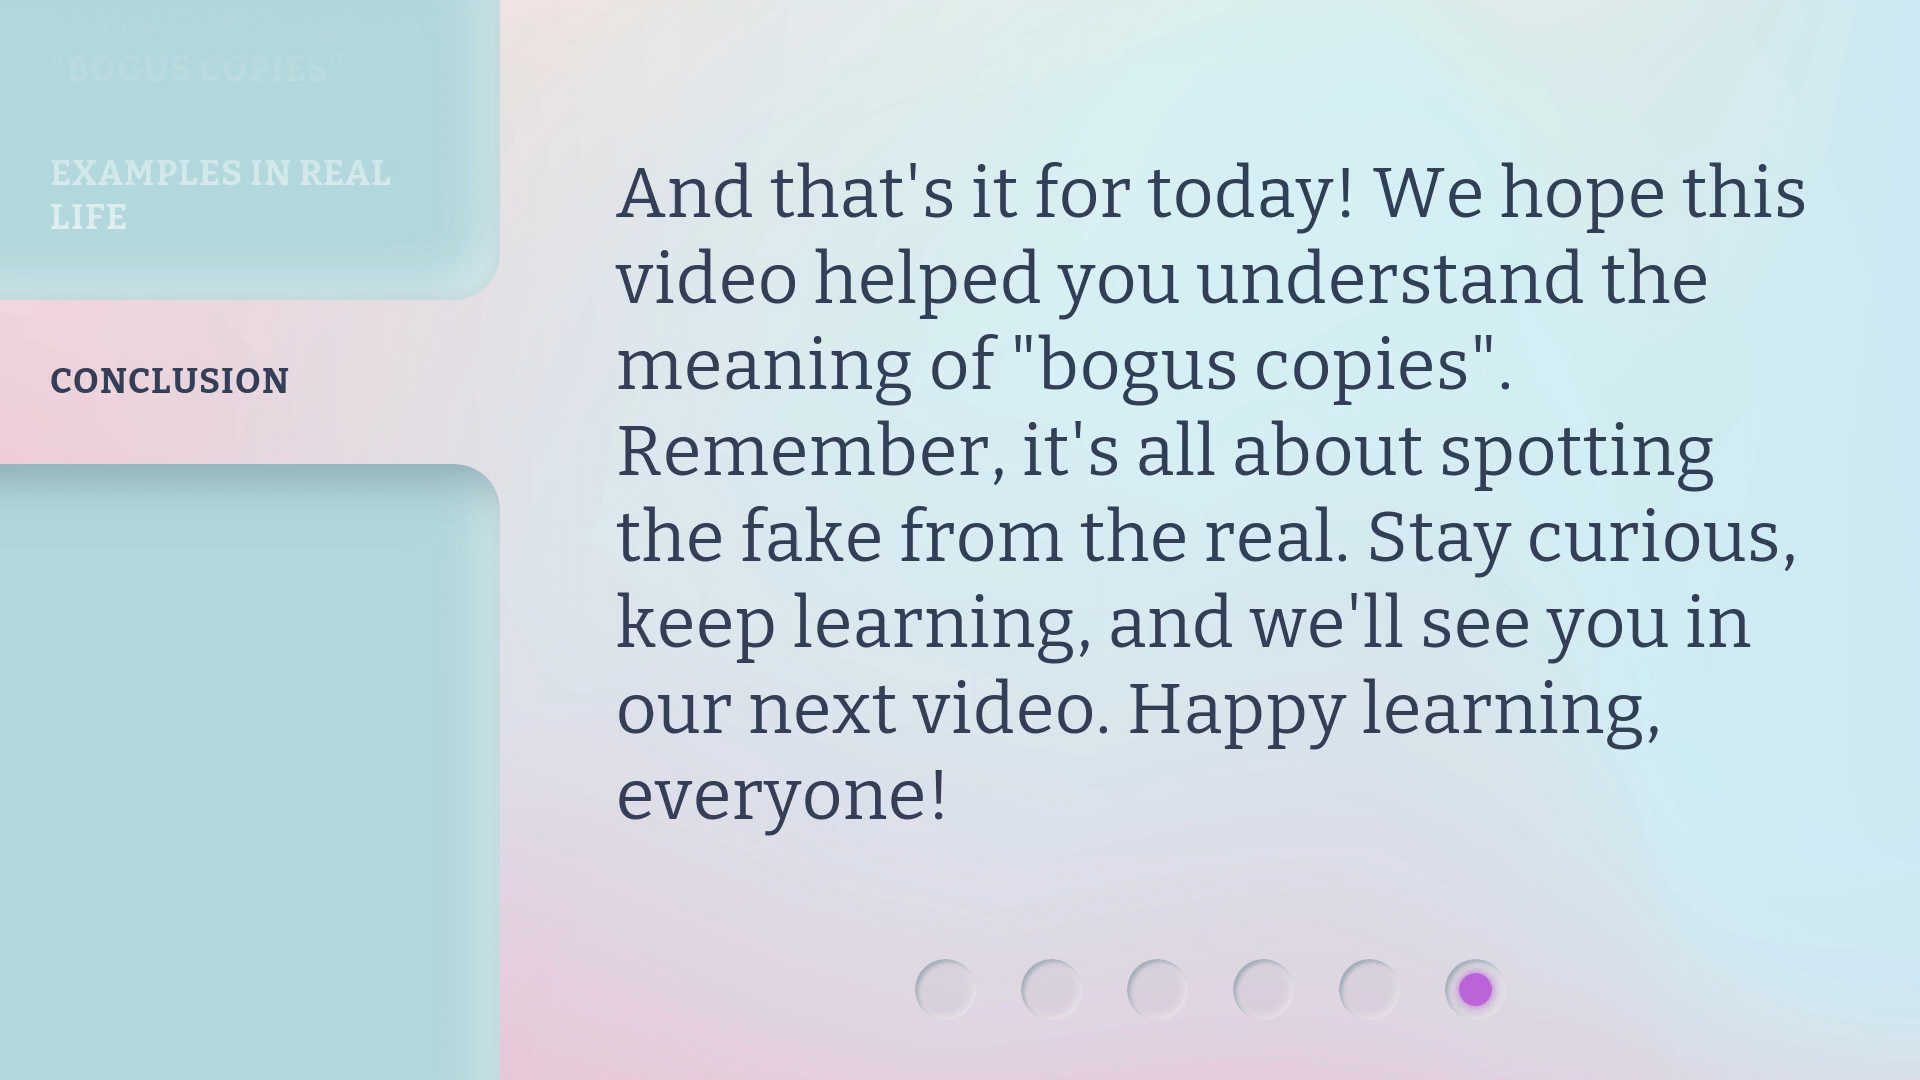 "BOGUS COPIES"
EXAMPLES IN REAL
LIFE
CONCLUSION
And that's it for today! We hope this
video helped you understand the
meaning of "bogus copies".
Remember, it's all about spotting
the fake from the real. Stay curious,
keep learning, and we'll see you in
our next video. Happy learning,
everyone!